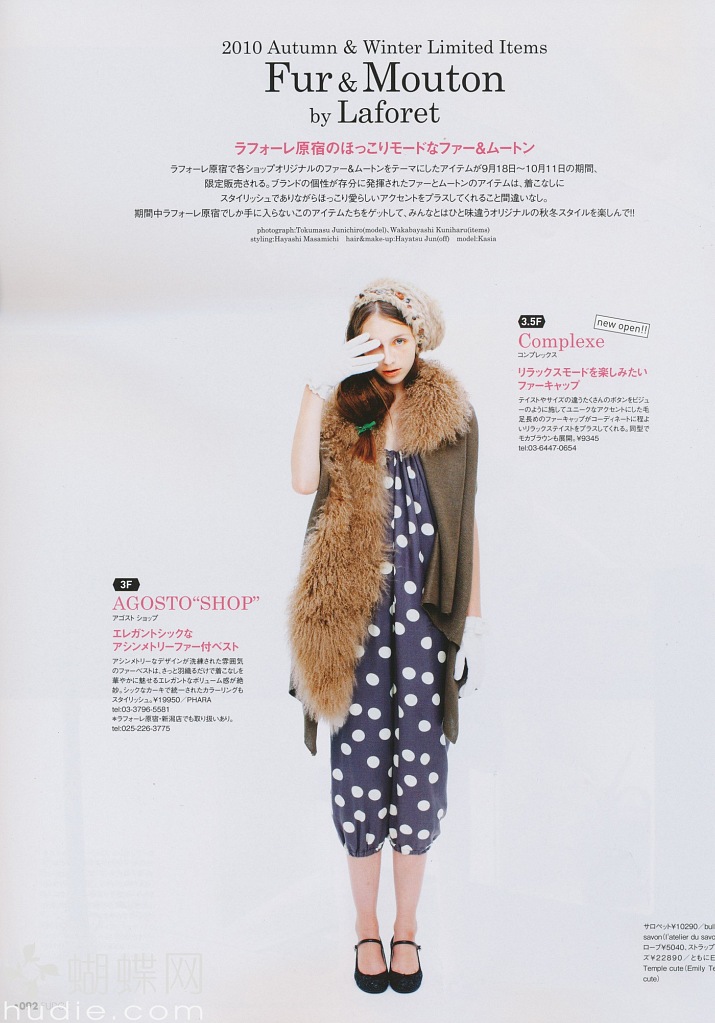 2010 Autumn & Winter Limited Items
Fur & Mouton
by Laforet
ラフォーレ原宿のほっこりモードなファー&ムートン
ラフォーレ原宿で各ショップオリジナルのファー&ムートンをテーマにしたアイテムが9月18日〜10月11日の期間、
限定販売される。ブランドの個性が存分に発揮されたファーとムートンのアイテムは、着こなしに
スタイリッシュでありながらほっこり愛らしいアクセントをプラスしてくれること間違いなし。
期間中ラフォーレ原宿でしか手に入らないこのアイテムたちをゲットして、みんなとはひと味違うオリジナルの秋冬スタイルを楽しんで!!
photograph:Tokumasu Junichiro(model)、Wakabayashi Kuniharu(items)
styling:Hayashi Masamichi hair&make-up:Hayatsu Jun(off) model:Kasia
3.5F
new open!!
Complexe
コンプレックス
リラックスモードを楽しみたい
ファーキャップ
テイストやサイズの違うたくさんのボタンをビジュ
ーのように施してユニークなアクセントにした毛
足長めのファーキャップがコーディネートに程よ
いリラックステイストをプラスしてくれる。同型で
モカブラウンも展開。¥9345
tel:03-6447-0654
3F
AGOSTO“SHOP”
アゴスト ショップ
エレガントシックな
アシンメトリーファー付ベスト
アシンメトリーなデザインが洗練された雰囲気
のファーベストは、さっと羽織るだけで着こなしを
華やかに魅せるエレガントなボリューム感が絶
妙。シックなカーキで統一されたカラーリングも
スタイリッシュ。¥19950/PHARA
tel:03-3796-5581
*ラフォーレ原宿・新潟店でも取り扱いあり。
tel:025-226-3775
サロペット¥10290/bul
savon(l'atelier du savo
ローブ¥5040、ストラップ
ズ¥22890/ともにE
Temple cute(Emily Te
cute)
蝴蝶网
092
hudie.com